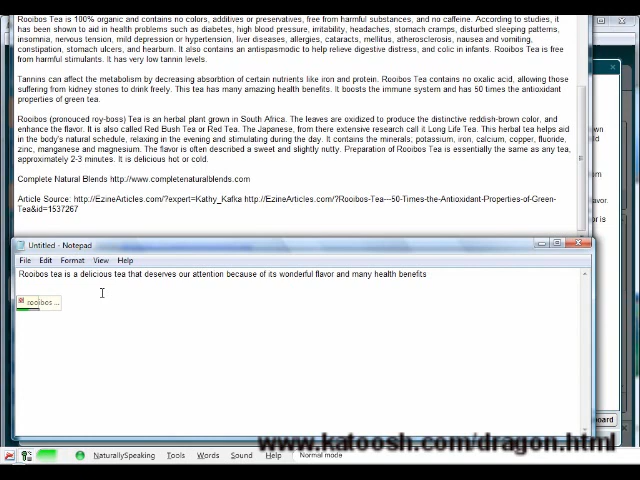 Rooibos Tea is 100% organic and contains no colors, additives or preservatives, free from harmful substances, and no caffeine. According to studies, it
has been shown to aid in health problems such as diabetes, high blood pressure, irritability, headaches, stomach cramps, disturbed sleeping patterns,
insomnia, nervous tension, mild depression or hypertension, liver diseases, allergies, cataracts, mellitus, atherosclerosis, nausea and vomiting,
constipation, stomach ulcers, and hearburn. It also contains an antispasmodic to help relieve digestive distress, and colic in infants. Rooibos Tea is free
from harmful stimulants. It has very low tannin levels.
Tannins can affect the metabolism by decreasing absorption of certain nutrients like iron and protein. Rooibos Tea contains no oxalic acid, allowing those
suffering from kidney stones to drink freely. This tea has many amazing health benefits. It boosts the immune system and has 50 times the antioxidant
properties of green tea.
Rooibos (pronouced roy-boss) Tea is an herbal plant grown in South Africa. The leaves are oxidized to produce the distinctive reddish-brown color, and
enhance the flavor. It is also called Red Bush Tea or Red Tea. The Japanese, from there extensive research call it Long Life Tea. This herbal tea helps aid
in the body's natural schedule, relaxing in the evening and stimulating during the day. It contains the minerals; potassium, iron, calcium, copper, fluoride,
zinc, manganese and magnesium. The flavor is often described a sweet and slightly nutty. Preparation of Rooibos Tea is essentially the same as any tea,
approximately 2-3 minutes. It is delicious hot or cold.
Complete Natural Blends http://www.completenaturalblends.com
Article Source: http://EzineArticles.com/?expert=Kathy_Kafka http://EzineArticles.com/?Rooibos-Tea---50-Times-the-Antioxidant-Properties-of-Green-
Tea&id=1537267
Untitled - Notepad
File Edit Format View Help
Rooibos tea is a delicious tea that deserves our attention because of its wonderful flavor and many health benefits
rooibos ...
www.katoosh.com/dragon.html
NaturallySpeaking Tools Words Sound Help Normal mode